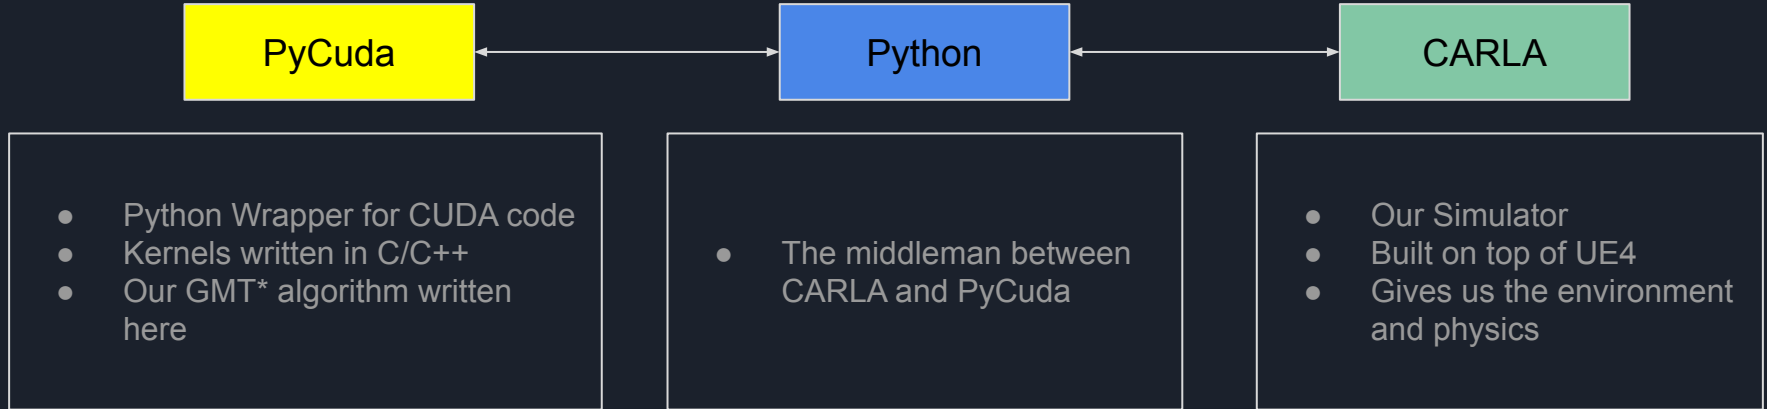 PyCuda
Python
CARLA
● Python Wrapper for CUDA code
● Kernels written in C/C++
● Our GMT* algorithm written
here
● The middleman between
CARLA and PyCuda
● Our Simulator
● Built on top of UE4
● Gives us the environment
and physics